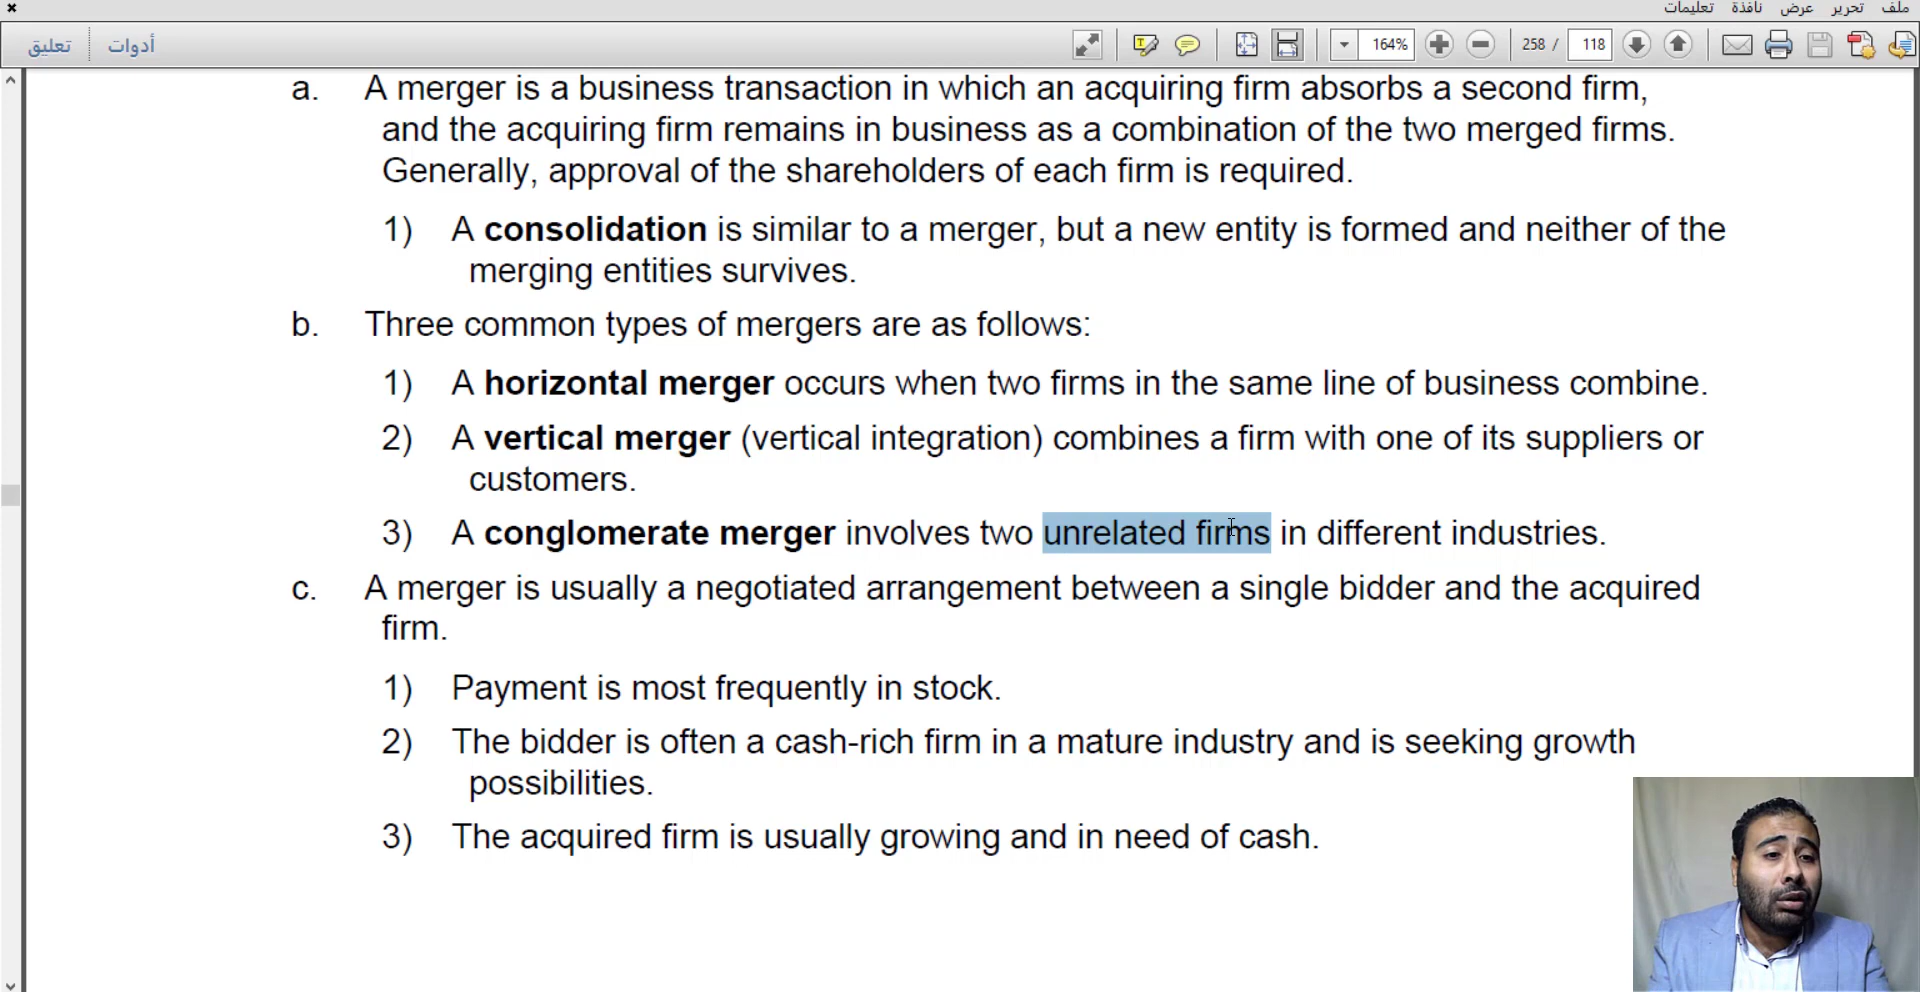 ملف تحرير عرض نافذة تعليمات
أدوات تعليق 164% 258 / 118
a. A merger is a business transaction in which an acquiring firm absorbs a second firm,
and the acquiring firm remains in business as a combination of the two merged firms.
Generally, approval of the shareholders of each firm is required.
1) A consolidation is similar to a merger, but a new entity is formed and neither of the
merging entities survives.
b. Three common types of mergers are as follows:
1) A horizontal merger occurs when two firms in the same line of business combine.
2) A vertical merger (vertical integration) combines a firm with one of its suppliers or
customers.
3) A conglomerate merger involves two unrelated firms in different industries.
c. A merger is usually a negotiated arrangement between a single bidder and the acquired
firm.
1) Payment is most frequently in stock.
2) The bidder is often a cash-rich firm in a mature industry and is seeking growth
possibilities.
3) The acquired firm is usually growing and in need of cash.